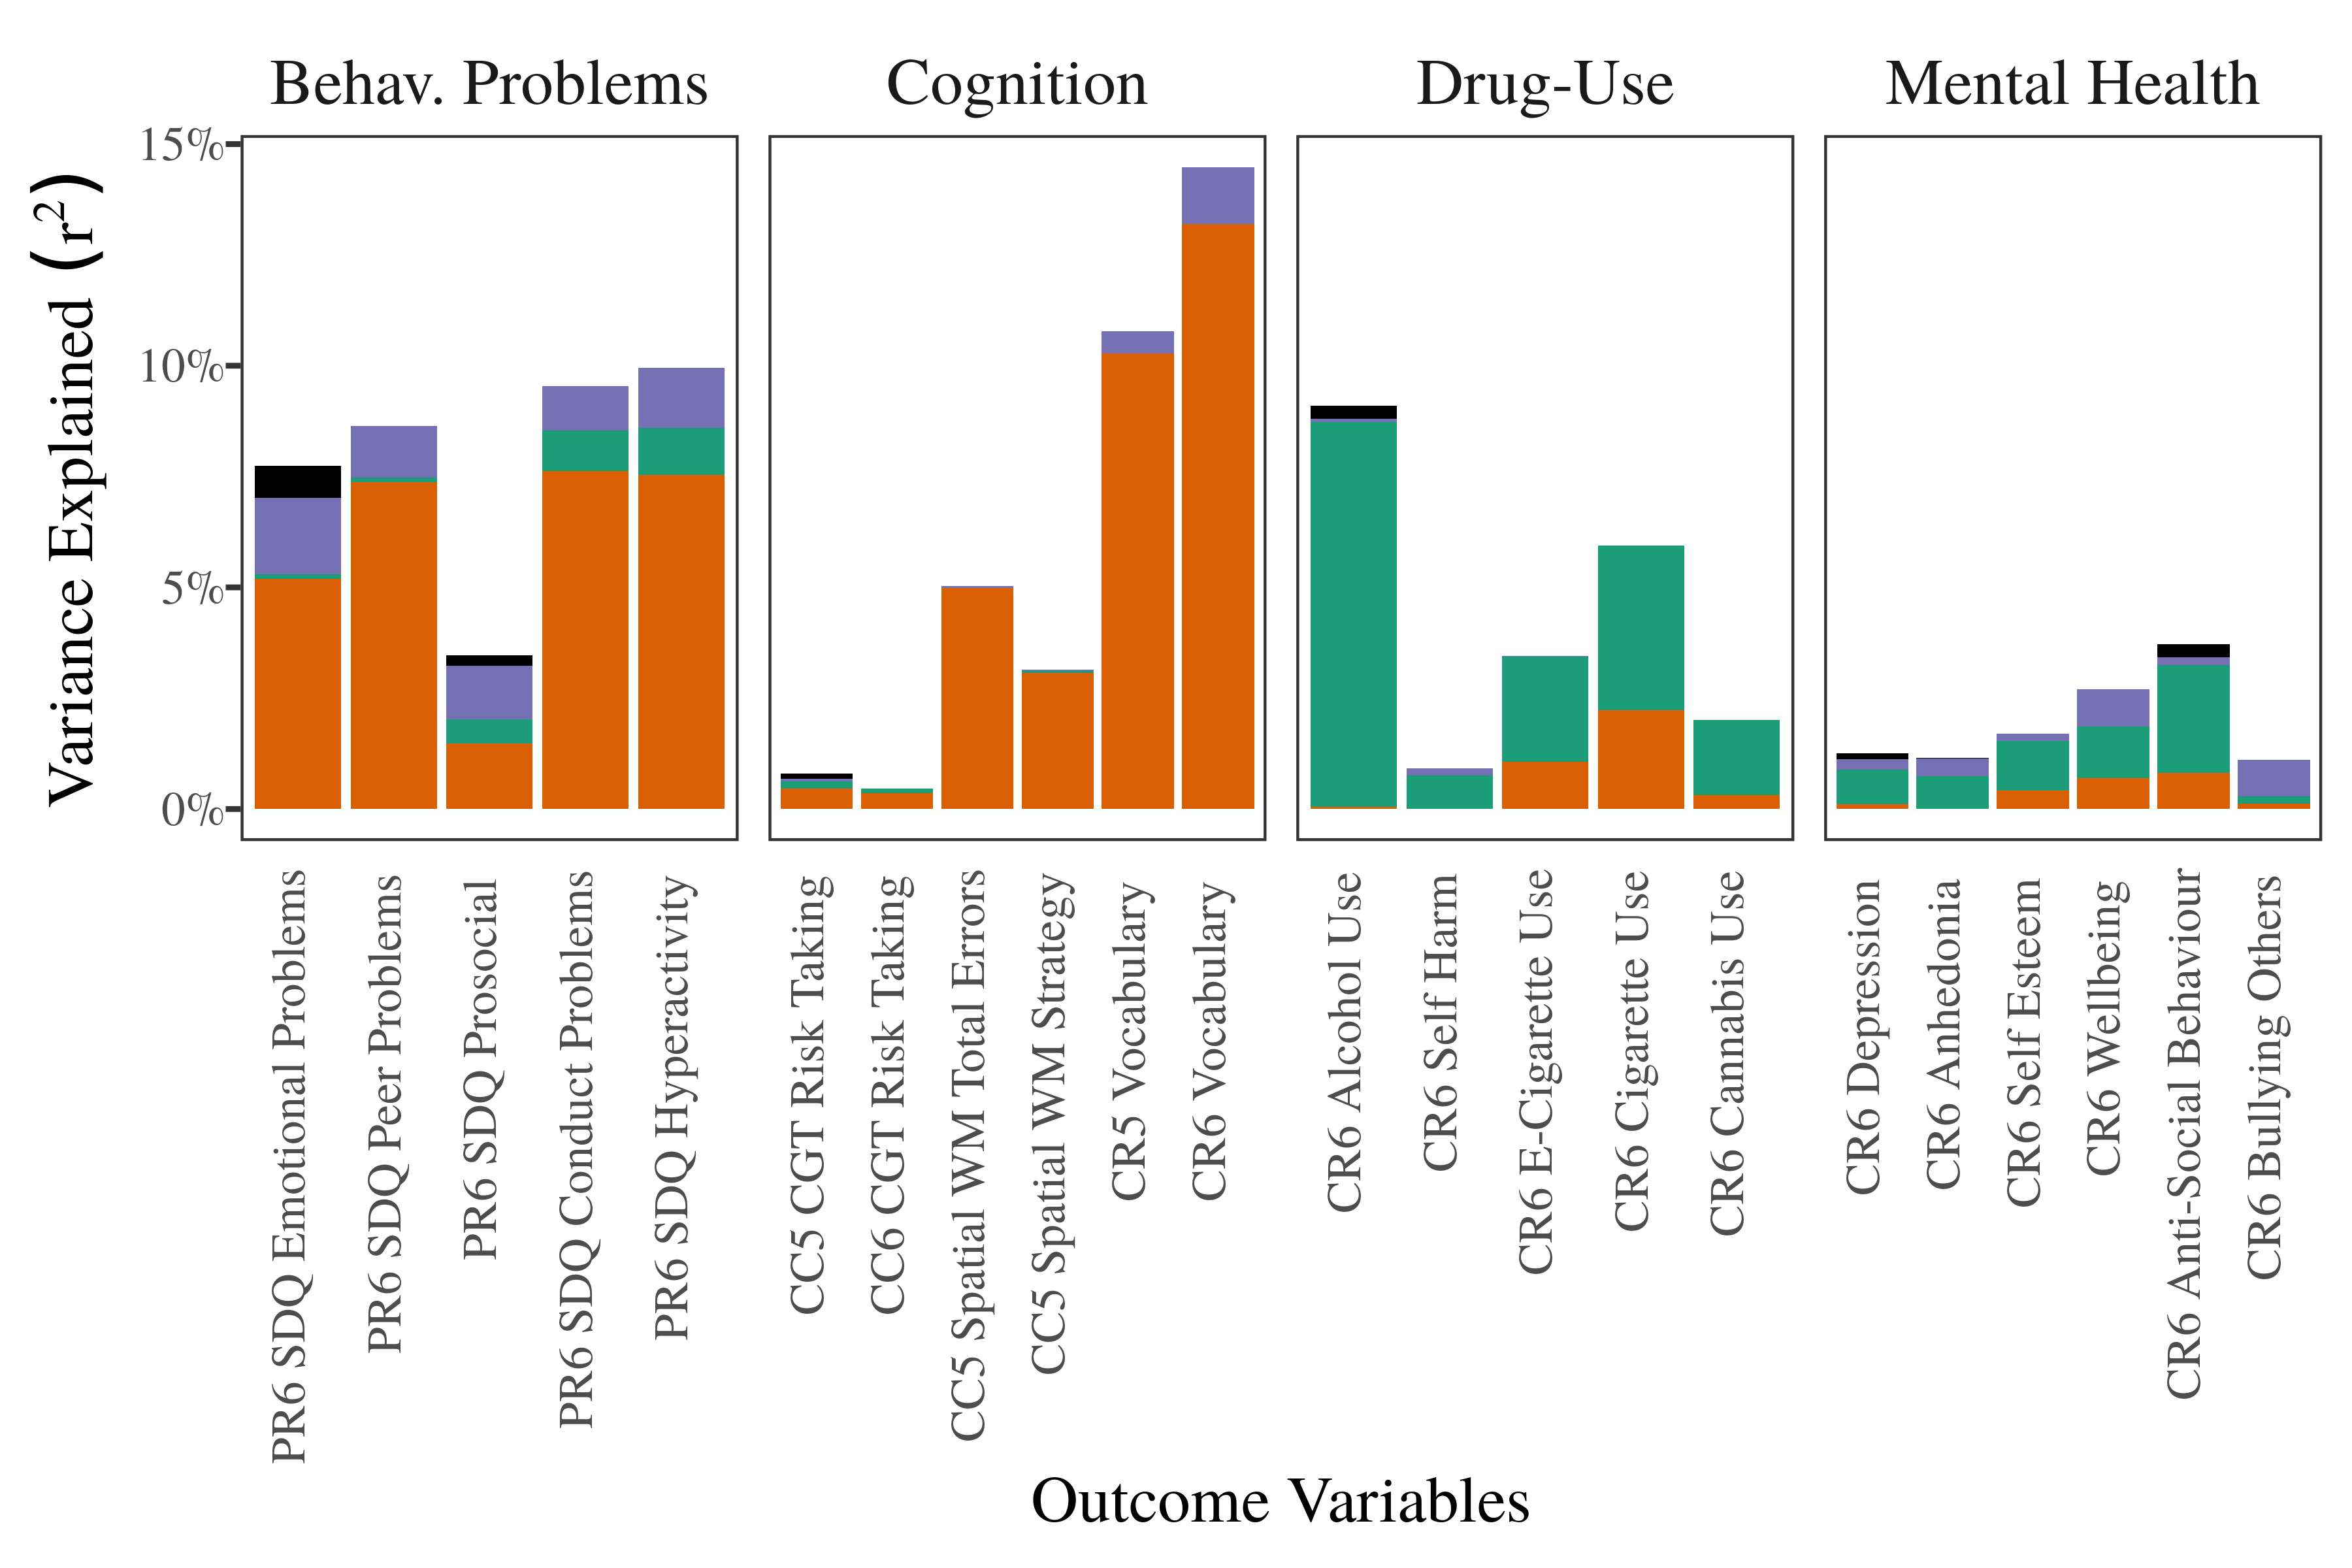 Behav. Problems
Cognition
Drug-Use
Mental Health
Variance Explained (r²)
15%
10%
5%
0%
PR6 SDQ Emotional Problems
PR6 SDQ Peer Problems
PR6 SDQ Prosocial
PR6 SDQ Conduct Problems
PR6 SDQ Hyperactivity
CC5 CGT Risk Taking
CC6 CGT Risk Taking
CC5 Spatial WM Total Errors
CC5 Spatial WM Strategy
CR5 Vocabulary
CR6 Vocabulary
CR6 Alcohol Use
CR6 Self Harm
CR6 E-Cigarette Use
CR6 Cigarette Use
CR6 Cannabis Use
CR6 Depression
CR6 Anhedonia
CR6 Self Esteem
CR6 Wellbeing
CR6 Anti-Social Behaviour
CR6 Bullying Others
Outcome Variables